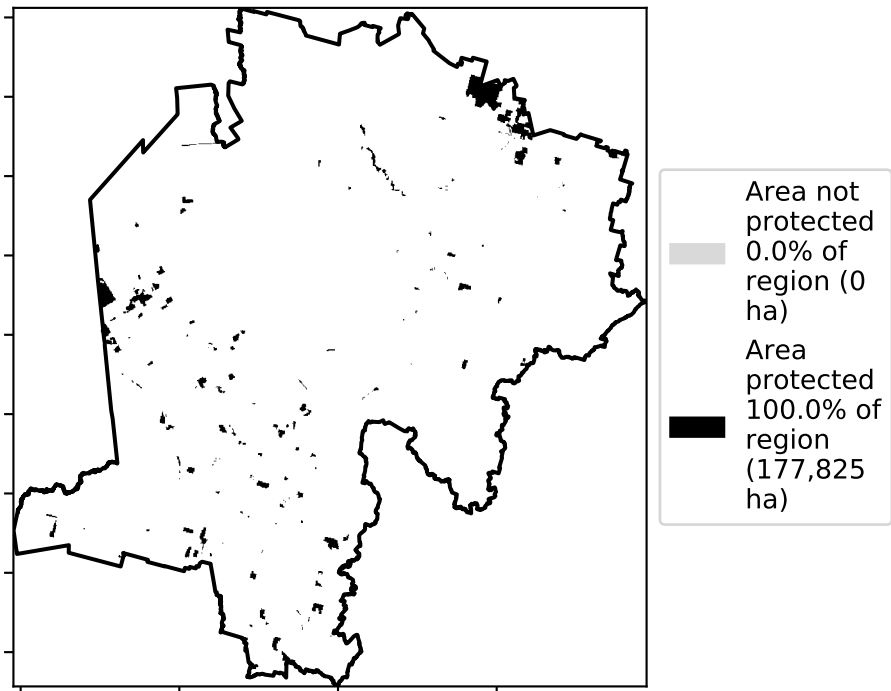 Area not
protected
0.0% of
region (0
ha)
Area
protected
100.0% of
region
(177,825
ha)